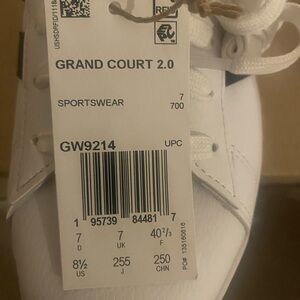 GRAND COURT 2.0
SPORTSWEAR
7
700
GW9214
UPC
1 95739 84481 7
7 7 40²/₃
D UK F
8½ 255 250
US J CHN